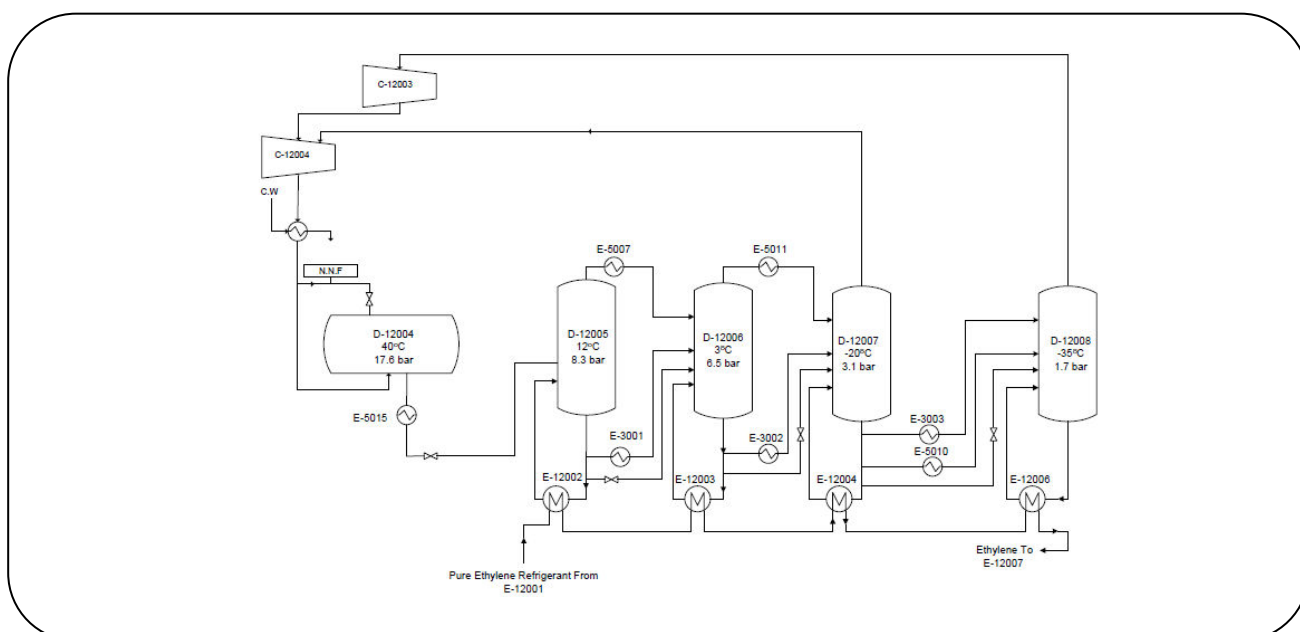 C-12003
C-12004
C.W
N.N.F
D-12004
40ºC
17.6 bar
E-5015
E-5007
D-12005
12ºC
8.3 bar
E-3001
E-12002
E-5011
D-12006
3ºC
6.5 bar
E-3002
E-12003
D-12007
-20ºC
3.1 bar
E-3003
E-5010
E-12004
D-12008
-35ºC
1.7 bar
E-12006
Pure Ethylene Refrigerant From
E-12001
Ethylene To
E-12007